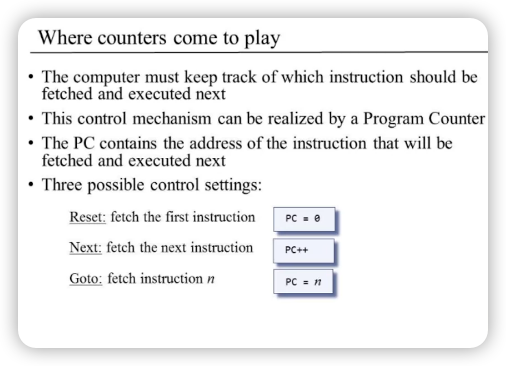 Where counters come to play
• The computer must keep track of which instruction should be
fetched and executed next
• This control mechanism can be realized by a Program Counter
• The PC contains the address of the instruction that will be
fetched and executed next
• Three possible control settings:
Reset: fetch the first instruction PC = 0
Next: fetch the next instruction PC++
Goto: fetch instruction n PC = n